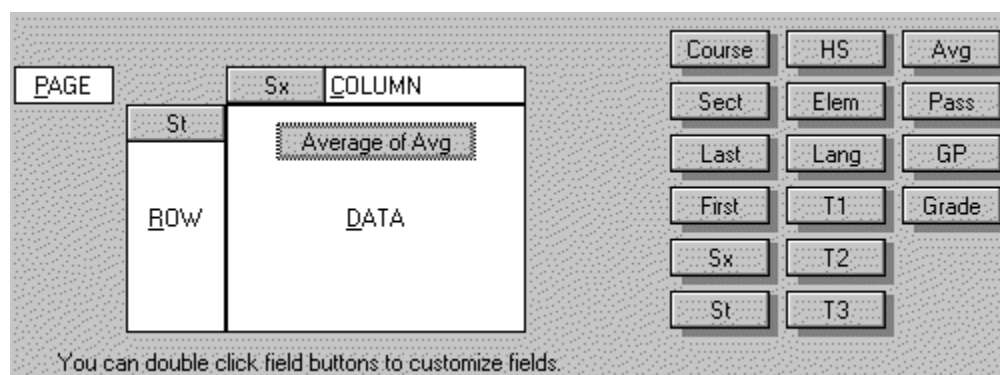 Course HS Avg
PAGE Sx COLUMN
Sect Elem Pass
St
Average of Avg
Last Lang GP
ROW DATA
First T1 Grade
Sx T2
St T3
You can double click field buttons to customize fields.